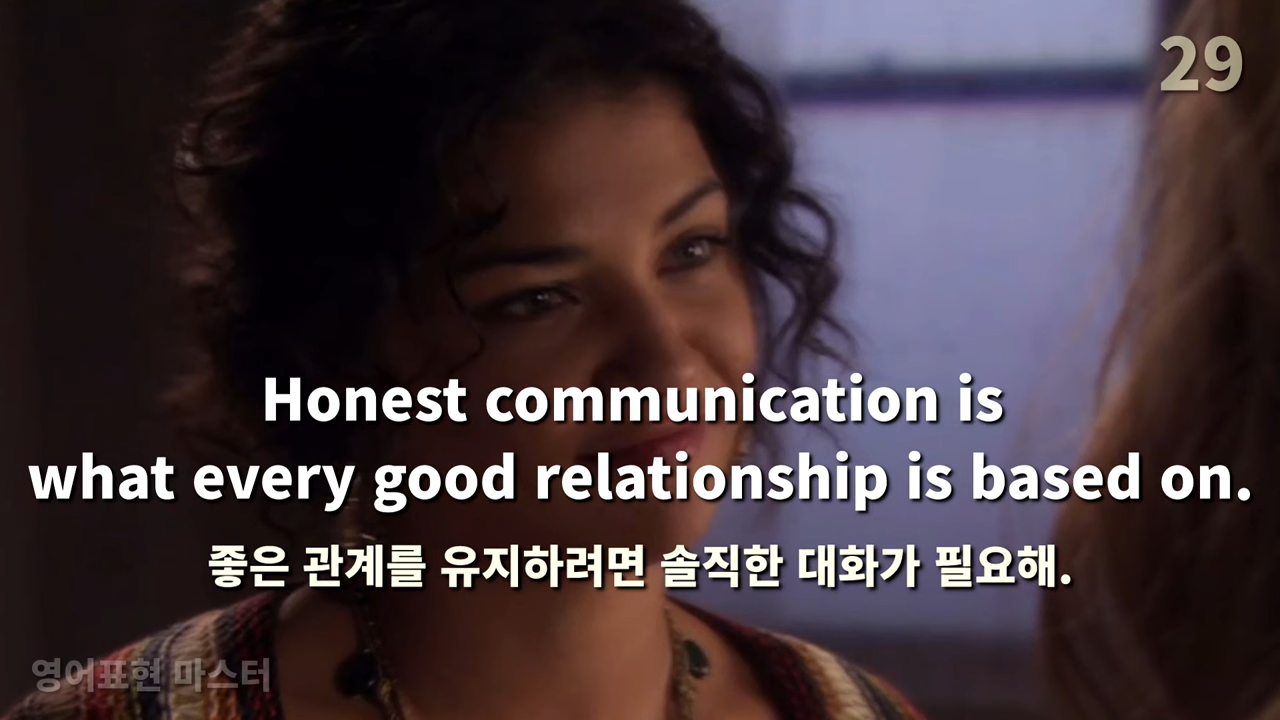 29
Honest communication is
what every good relationship is based on.
좋은 관계를 유지하려면 솔직한 대화가 필요해.
영어표현 마스터